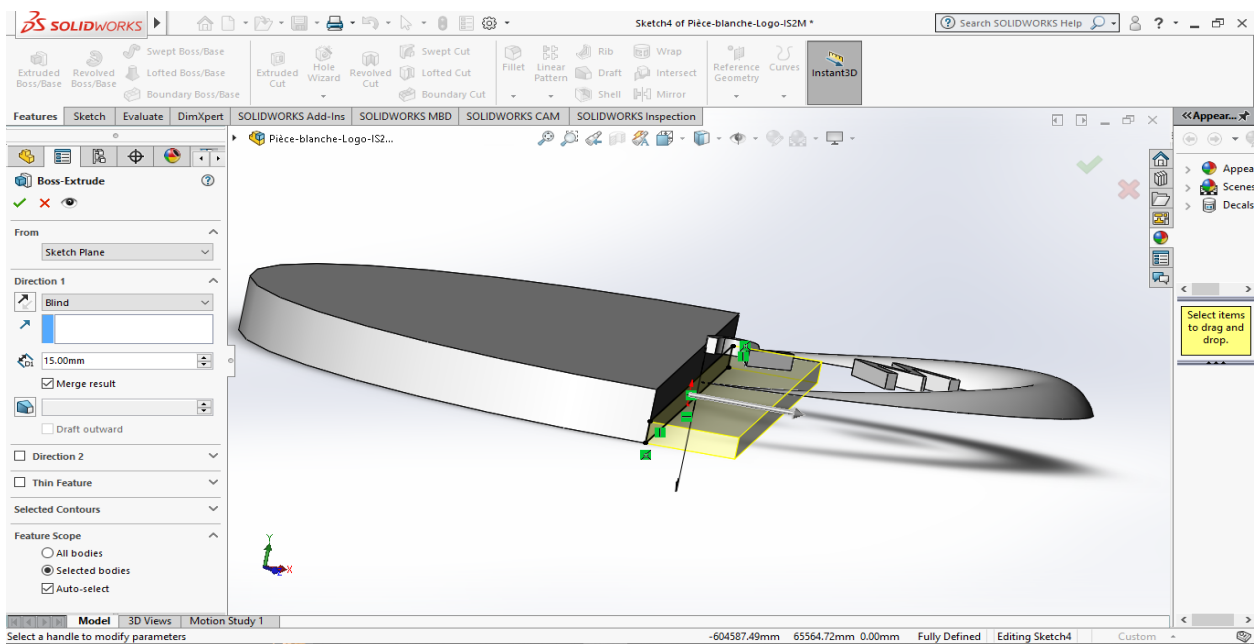 SOLIDWORKS
Sketch4 of Pièce-blanche-Logo-IS2M *
Search SOLIDWORKS Help
?
Extruded Boss/Base
Revolved Boss/Base
Swept Boss/Base
Lofted Boss/Base
Boundary Boss/Base
Extruded Cut
Hole Wizard
Revolved Cut
Swept Cut
Lofted Cut
Boundary Cut
Fillet
Linear Pattern
Rib
Draft
Shell
Wrap
Intersect
Mirror
Reference Geometry
Curves
Instant3D
Features
Sketch
Evaluate
DimXpert
SOLIDWORKS Add-Ins
SOLIDWORKS MBD
SOLIDWORKS CAM
SOLIDWORKS Inspection
Appear...
Pièce-blanche-Logo-IS2...
Boss-Extrude
From
Sketch Plane
Direction 1
Blind
D1
15.00mm
Merge result
Draft outward
Direction 2
Thin Feature
Selected Contours
Feature Scope
All bodies
Selected bodies
Auto-select
Y
X
Appea
Scenes
Decals
Select items
to drag and
drop.
Model
3D Views
Motion Study 1
Select a handle to modify parameters
-604587.49mm
65564.72mm
0.00mm
Fully Defined
Editing Sketch4
Custom